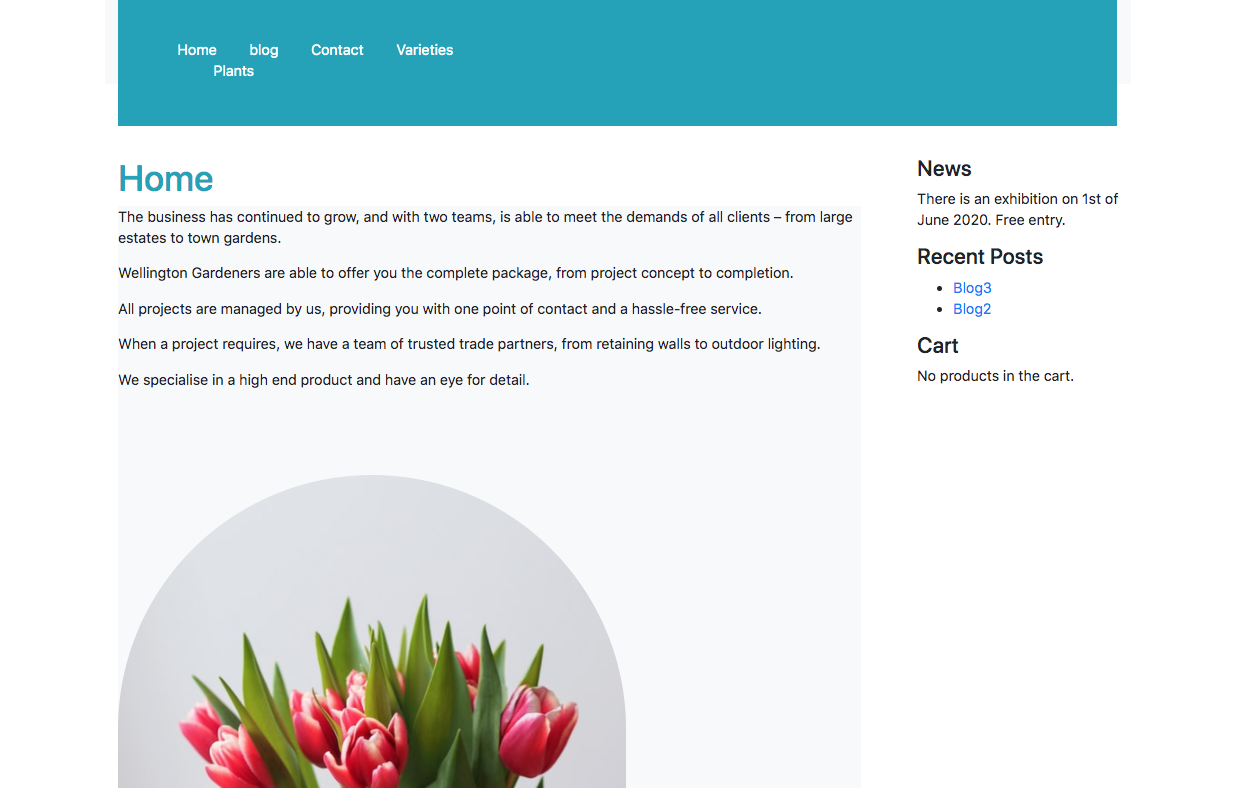 Home blog Contact Varieties
Plants
Home
The business has continued to grow, and with two teams, is able to meet the demands of all clients – from large
estates to town gardens.
Wellington Gardeners are able to offer you the complete package, from project concept to completion.
All projects are managed by us, providing you with one point of contact and a hassle-free service.
When a project requires, we have a team of trusted trade partners, from retaining walls to outdoor lighting.
We specialise in a high end product and have an eye for detail.
News
There is an exhibition on 1st of
June 2020. Free entry.
Recent Posts
Blog3
Blog2
Cart
No products in the cart.